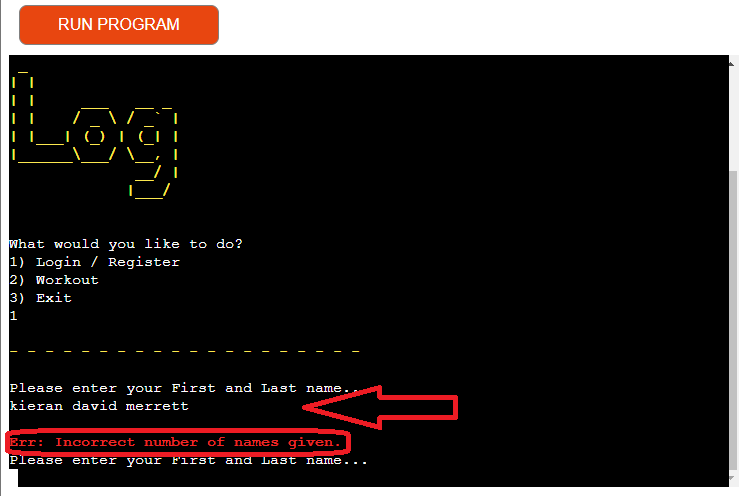 RUN PROGRAM
Log
What would you like to do?
1) Login / Register
2) Workout
3) Exit
1
- - - - - - - - - - - - - - - - - - - -
Please enter your First and Last name..
kieran david merrett
Err: Incorrect number of names given.
Please enter your First and Last name...